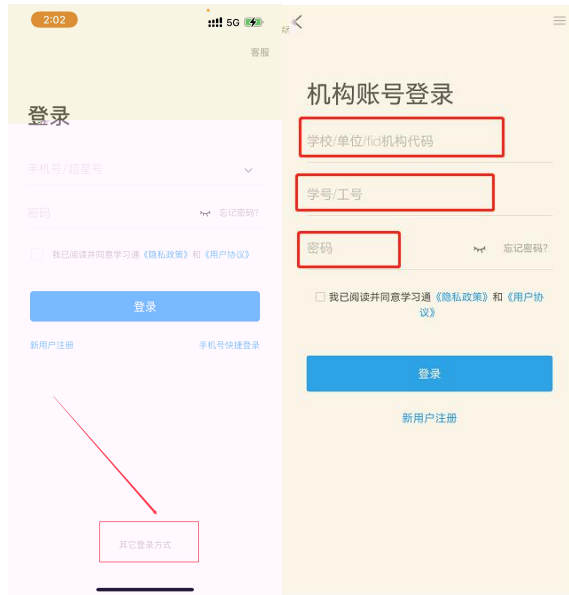 2:02
5G
客服
登录
手机号/超星号
密码
忘记密码?
我已阅读并同意学习通《隐私政策》和《用户协议》
登录
新用户注册
手机号快捷登录
其它登录方式
机构账号登录
学校/单位/fid机构代码
学号/工号
密码
忘记密码?
我已阅读并同意学习通《隐私政策》和《用户协
议》
登录
新用户注册